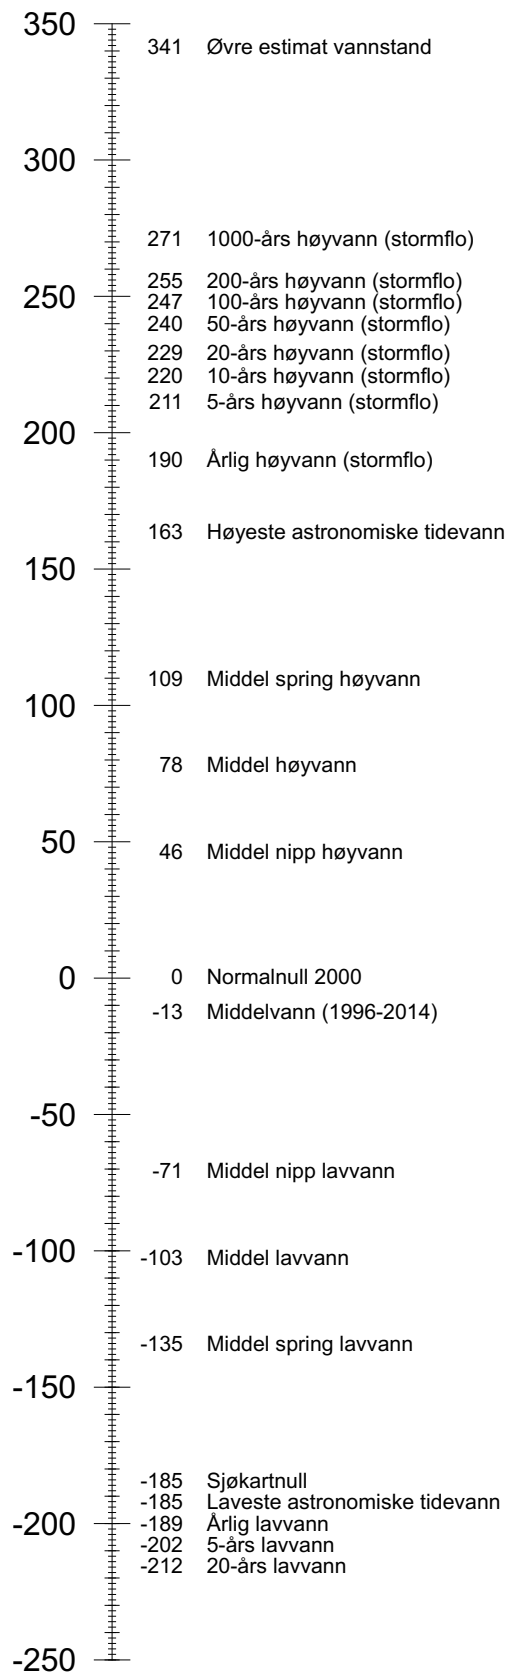 350
341 Øvre estimat vannstand
300
271 1000-års høyvann (stormflo)
255 200-års høyvann (stormflo)
250
247 100-års høyvann (stormflo)
240 50-års høyvann (stormflo)
229 20-års høyvann (stormflo)
220 10-års høyvann (stormflo)
211 5-års høyvann (stormflo)
200
190 Årlig høyvann (stormflo)
163 Høyeste astronomiske tidevann
150
109 Middel spring høyvann
100
78 Middel høyvann
50
46 Middel nipp høyvann
0
0 Normalnull 2000
-13 Middelvann (1996-2014)
-50
-71 Middel nipp lavvann
-100
-103 Middel lavvann
-135 Middel spring lavvann
-150
-185 Sjøkartnull
-185 Laveste astronomiske tidevann
-200
-189 Årlig lavvann
-202 5-års lavvann
-212 20-års lavvann
-250